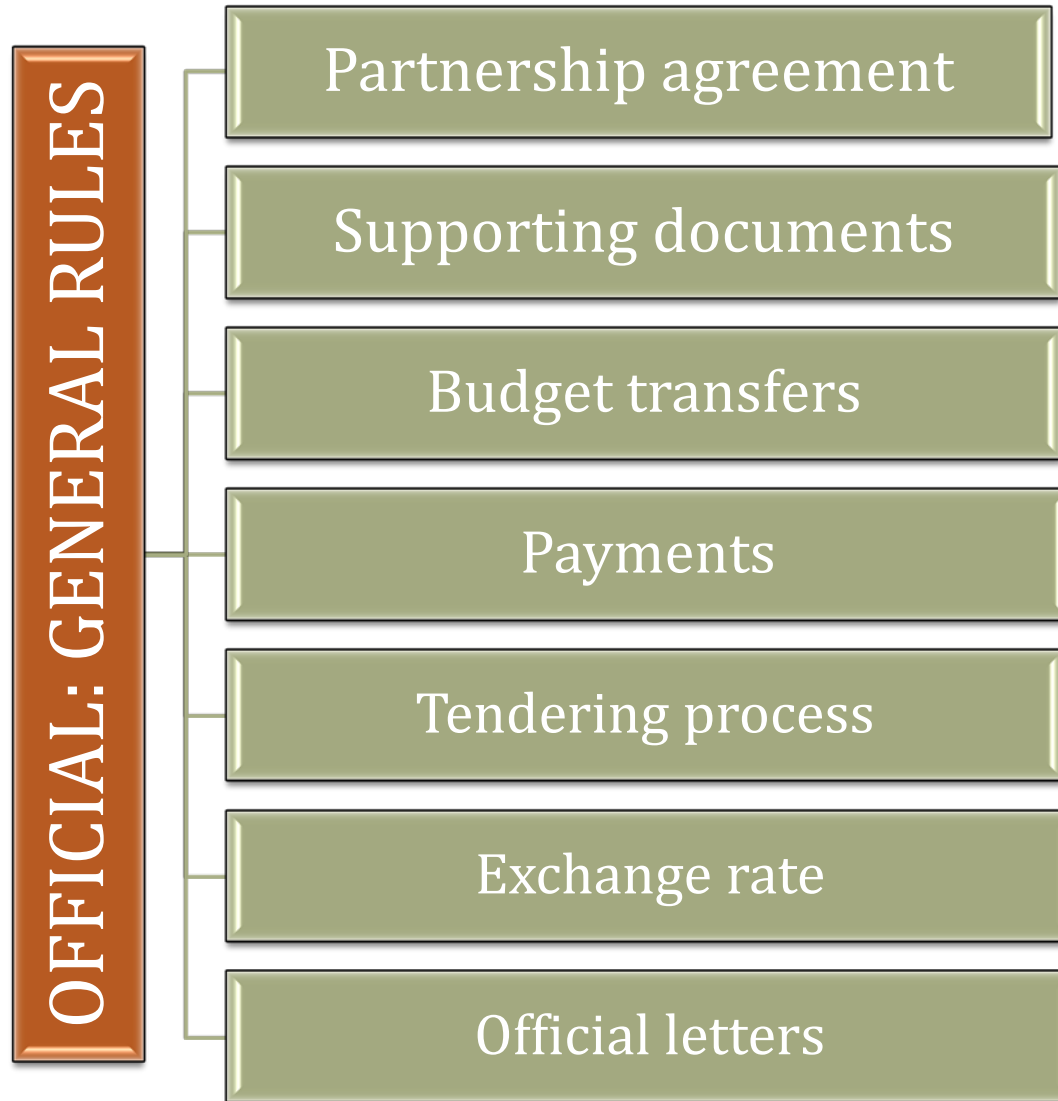 OFFICIAL: GENERAL RULES
Partnership agreement
Supporting documents
Budget transfers
Payments
Tendering process
Exchange rate
Official letters